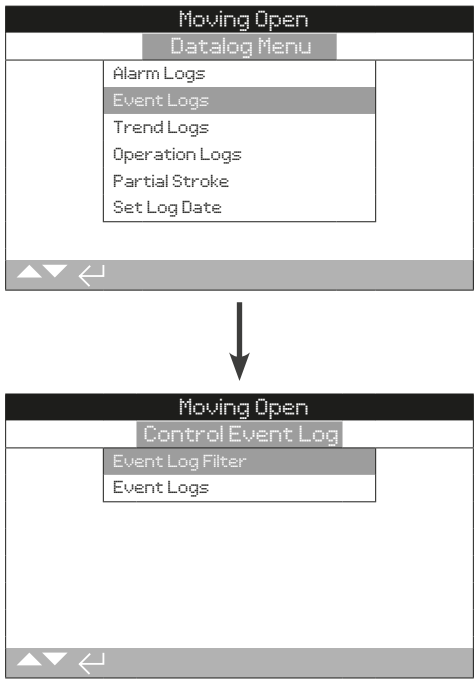 Moving Open
Datalog Menu
Alarm Logs
Event Logs
Trend Logs
Operation Logs
Partial Stroke
Set Log Date
Moving Open
Control Event Log
Event Log Filter
Event Logs